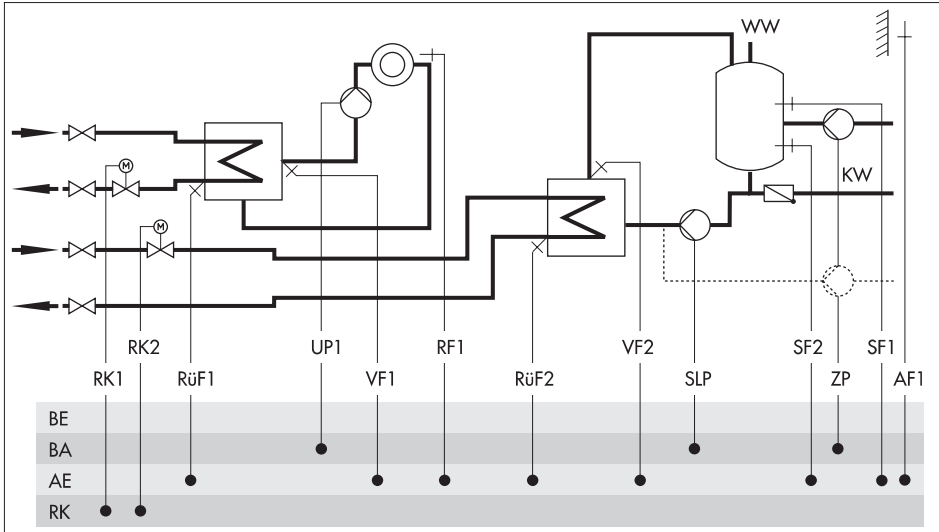 WW
M
KW
M
RK2 UP1 RF1 VF2 SF2 SF1
RK1 RüF1 VF1 RüF2 SLP ZP AF1
BE
BA
AE
RK